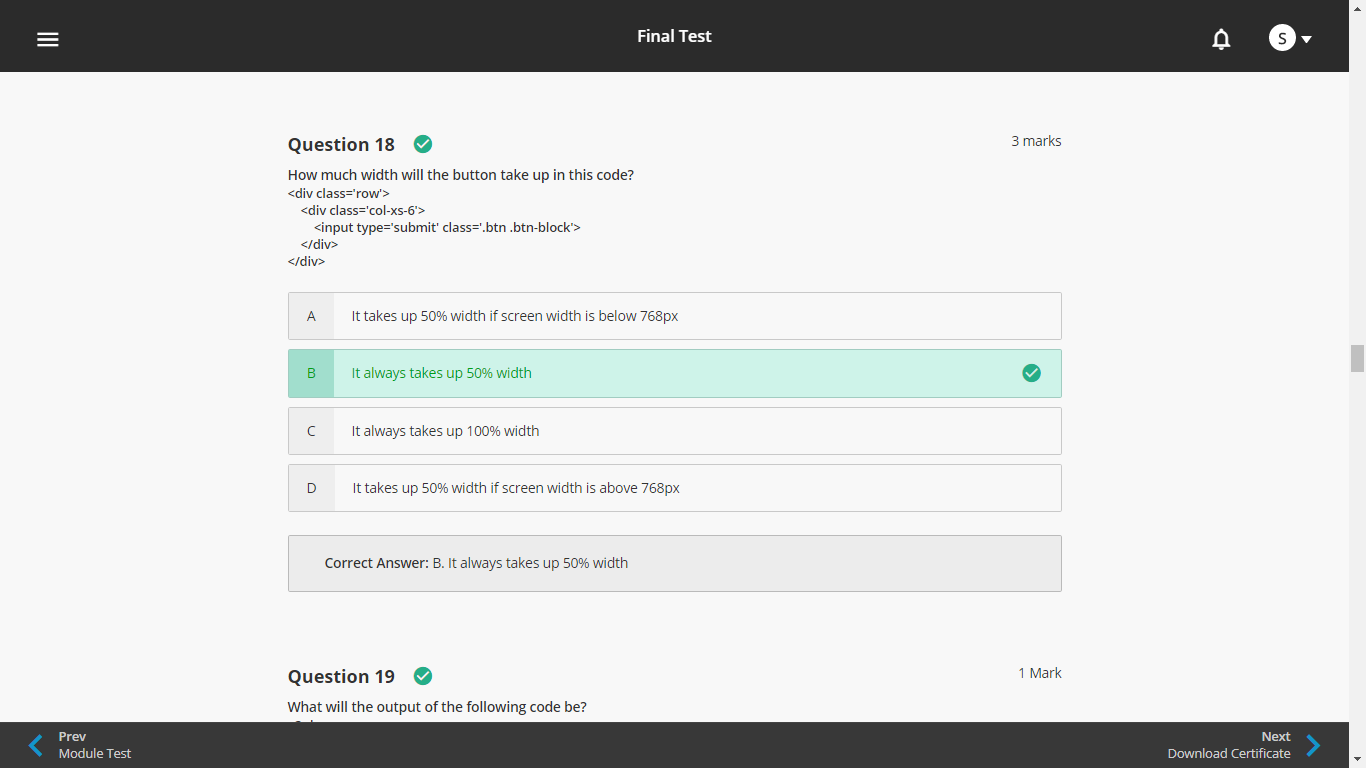 Final Test
S
Question 18
3 marks
How much width will the button take up in this code?
<div class='row'>
<div class='col-xs-6'>
<input type='submit' class='.btn .btn-block'>
</div>
</div>
A It takes up 50% width if screen width is below 768px
B It always takes up 50% width
C It always takes up 100% width
D It takes up 50% width if screen width is above 768px
Correct Answer: B. It always takes up 50% width
Question 19
1 Mark
What will the output of the following code be?
Prev
Module Test
Next
Download Certificate